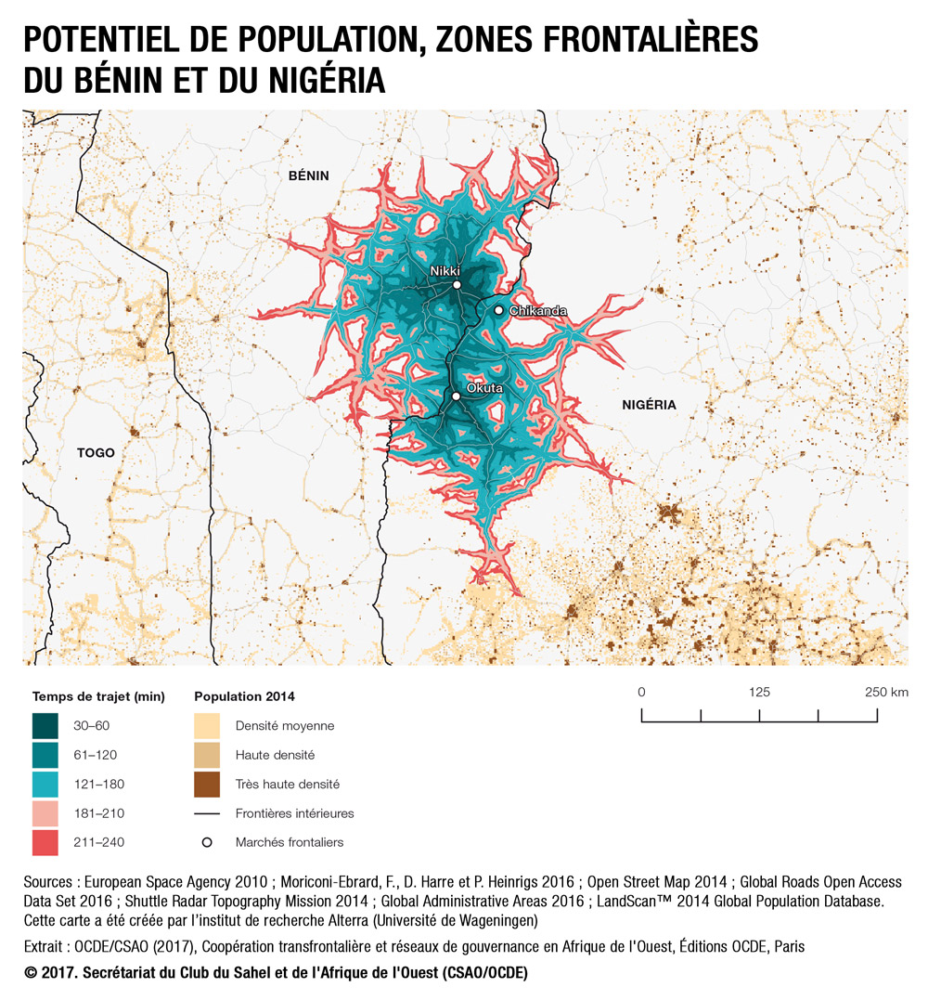 POTENTIEL DE POPULATION, ZONES FRONTALIÈRES
DU BÉNIN ET DU NIGÉRIA
BÉNIN
Nikki
Chikanda
Okuta
NIGÉRIA
TOGO
Temps de trajet (min)
30–60
61–120
121–180
181–210
211–240
Population 2014
Densité moyenne
Haute densité
Très haute densité
Frontières intérieures
Marchés frontaliers
0 125 250 km
Sources : European Space Agency 2010 ; Moriconi-Ebrard, F., D. Harre et P. Heinrigs 2016 ; Open Street Map 2014 ; Global Roads Open Access
Data Set 2016 ; Shuttle Radar Topography Mission 2014 ; Global Administrative Areas 2016 ; LandScan™ 2014 Global Population Database.
Cette carte a été créée par l'institut de recherche Alterra (Université de Wageningen)
Extrait : OCDE/CSAO (2017), Coopération transfrontalière et réseaux de gouvernance en Afrique de l'Ouest, Éditions OCDE, Paris
© 2017. Secrétariat du Club du Sahel et de l'Afrique de l'Ouest (CSAO/OCDE)